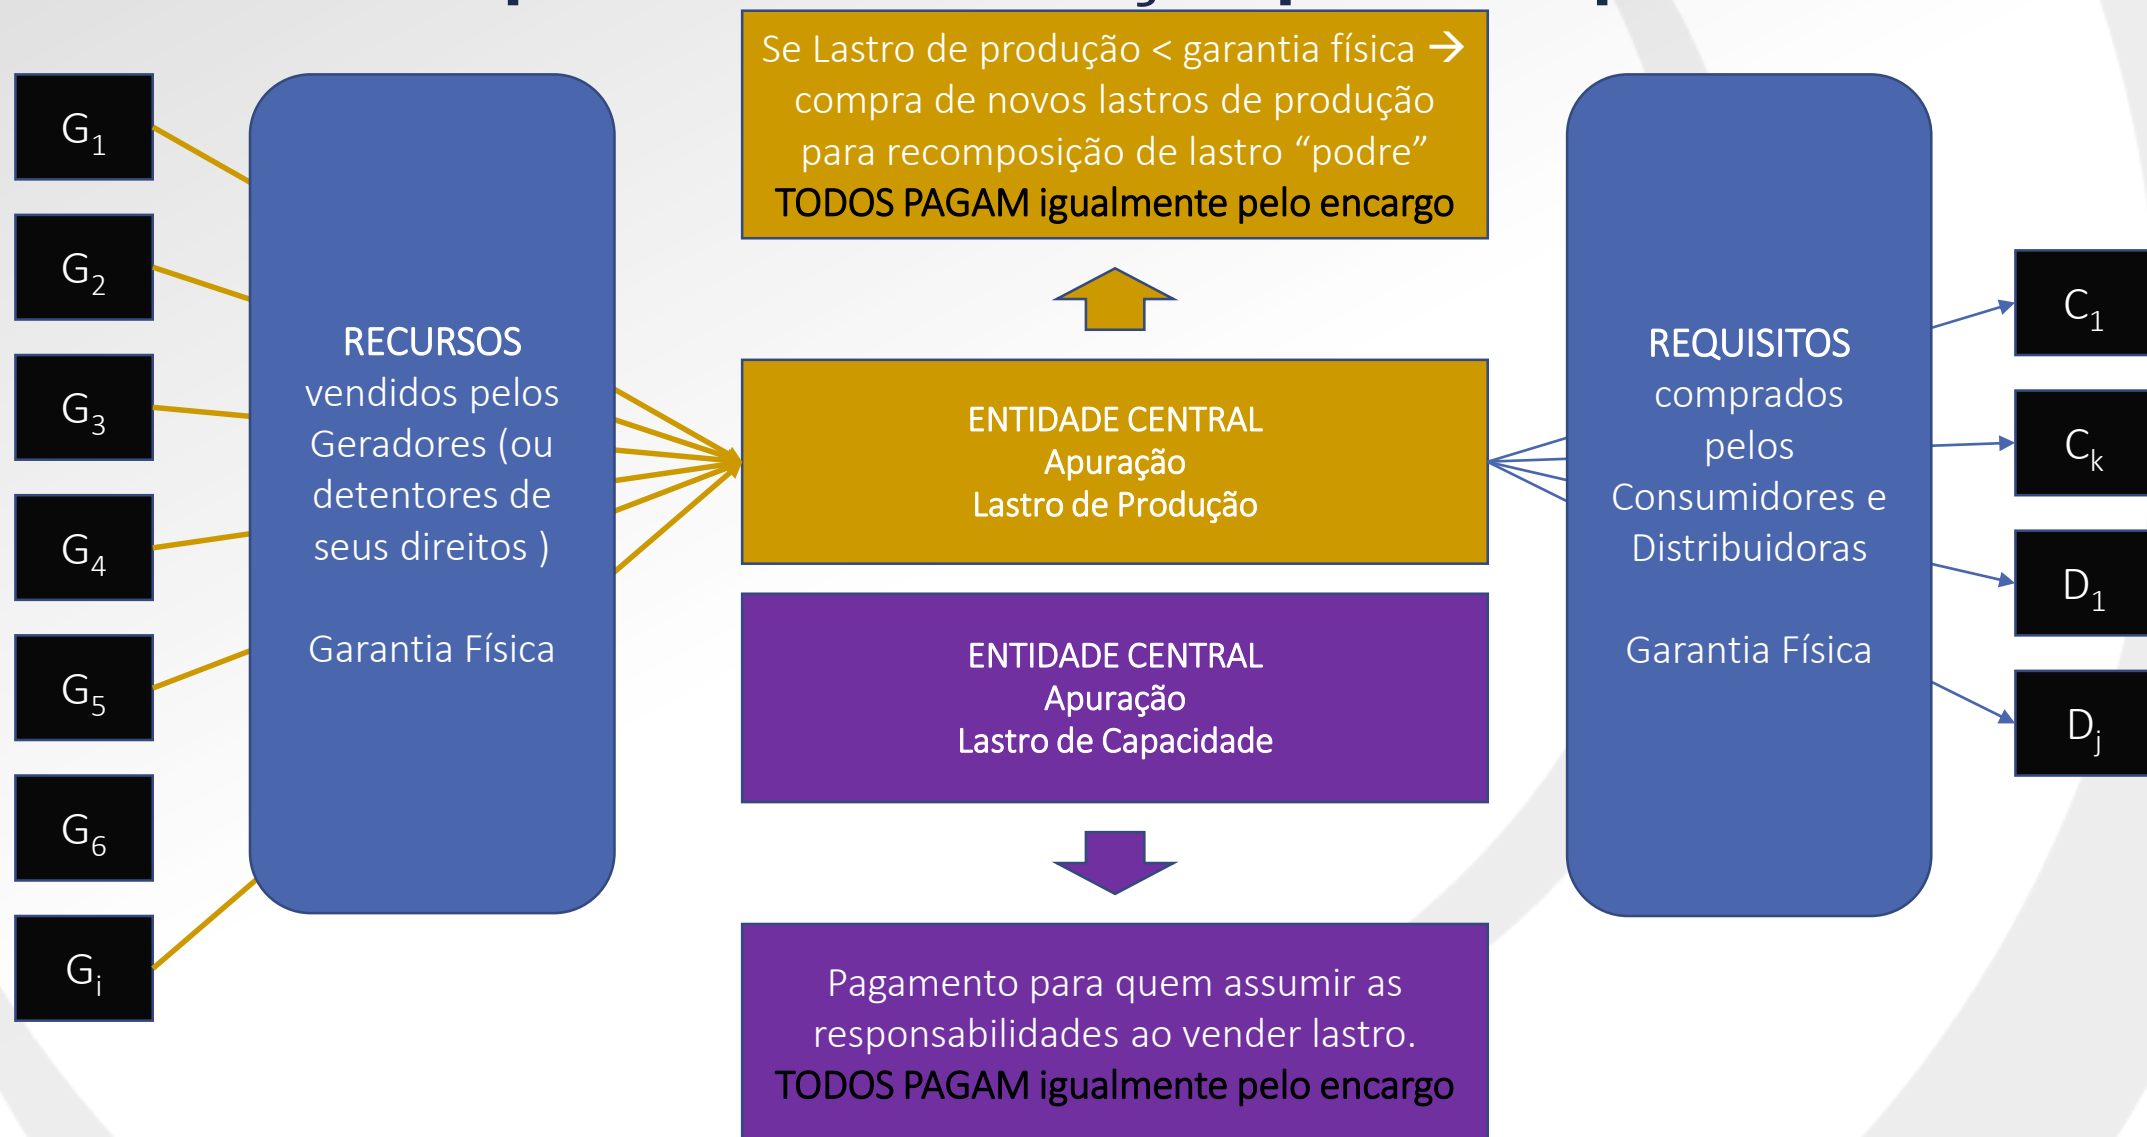 Se Lastro de produção < garantia física →
compra de novos lastros de produção
para recomposição de lastro “podre”
TODOS PAGAM igualmente pelo encargo
G1
G2
G3
G4
G5
G6
Gi
RECURSOS
vendidos pelos
Geradores (ou
detentores de
seus direitos )
Garantia Física
ENTIDADE CENTRAL
Apuração
Lastro de Produção
ENTIDADE CENTRAL
Apuração
Lastro de Capacidade
Pagamento para quem assumir as
responsabilidades ao vender lastro.
TODOS PAGAM igualmente pelo encargo
REQUISITOS
comprados
pelos
Consumidores e
Distribuidoras
Garantia Física
C1
Ck
D1
Dj